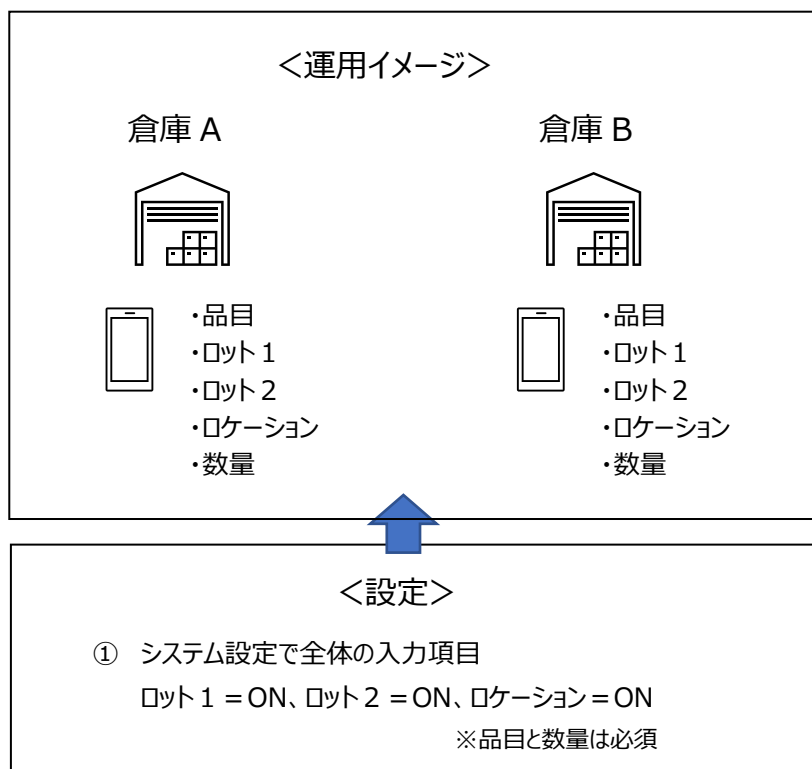 ＜運用イメージ＞
倉庫 A
倉庫 B
・品目
・ロット１
・ロット２
・ロケーション
・数量
・品目
・ロット１
・ロット２
・ロケーション
・数量
＜設定＞
① システム設定で全体の入力項目
ロット１＝ON、ロット２＝ON、ロケーション＝ON
※品目と数量は必須